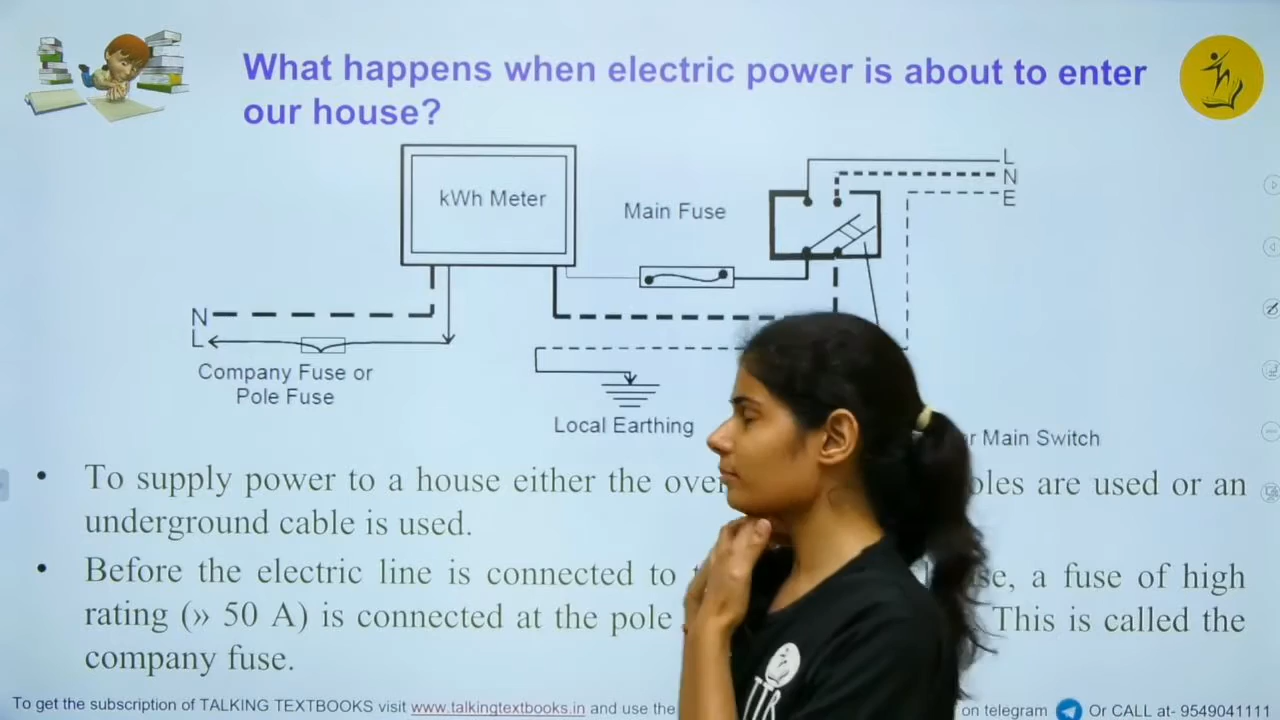 What happens when electric power is about to enter
our house?
kWh Meter
Main Fuse
L
N
E
N
L
Company Fuse or
Pole Fuse
Local Earthing
Main Switch
To supply power to a house either the over oles are used or an
underground cable is used.
Before the electric line is connected to se, a fuse of high
rating (» 50 A) is connected at the pole This is called the
company fuse.
To get the subscription of TALKING TEXTBOOKS visit www.talkingtextbooks.in and use the on telegram Or CALL at- 9549041111